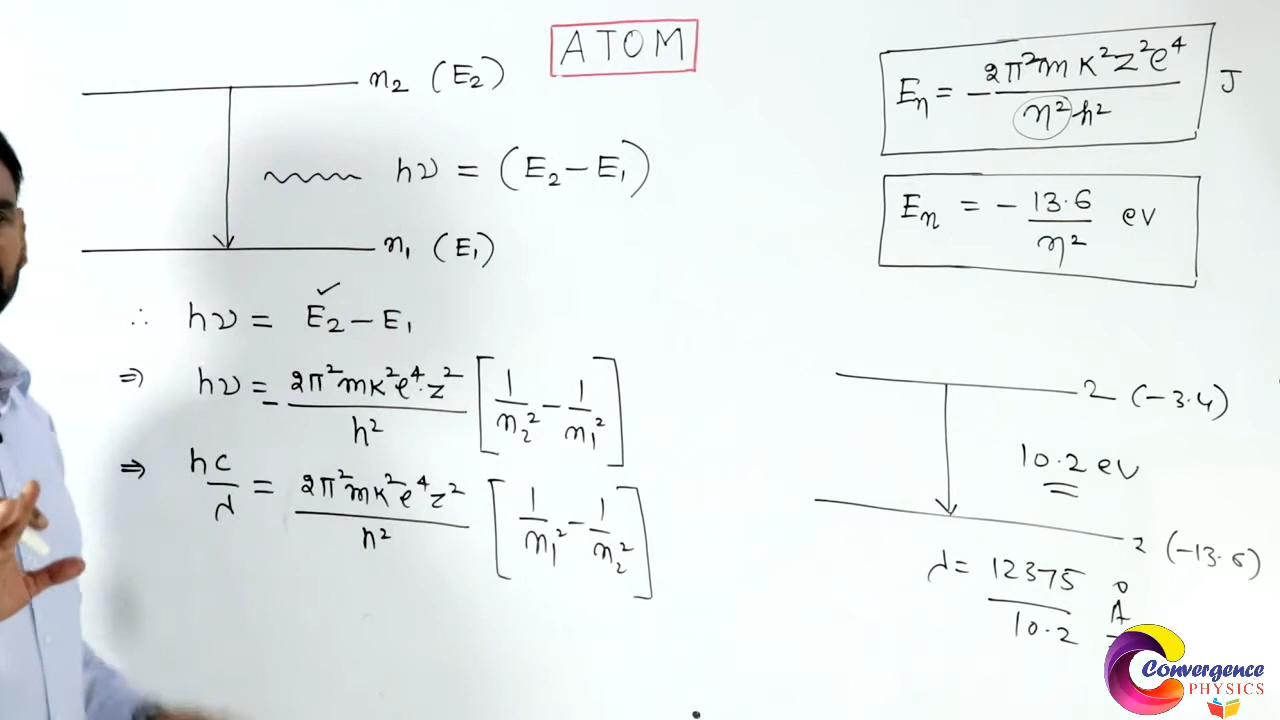 ATOM
n₂ (E₂)
hν = (E₂ − E₁)
n₁ (E₁)
∴ hν = E₂ − E₁
⇒ hν = − 2π²mk²e⁴·z² / h² [1/n₂² − 1/n₁²]
⇒ hc/λ = 2π²mk²e⁴z² / h² [1/n₁² − 1/n₂²]
Eₙ = − 2π²mk²z²e⁴ / n²h² J
Eₙ = − 13.6 / n² ev
2 (−3.4)
10.2 ev
2 (−13.6)
λ = 12375 / 10.2 Å
Convergence
PHYSICS